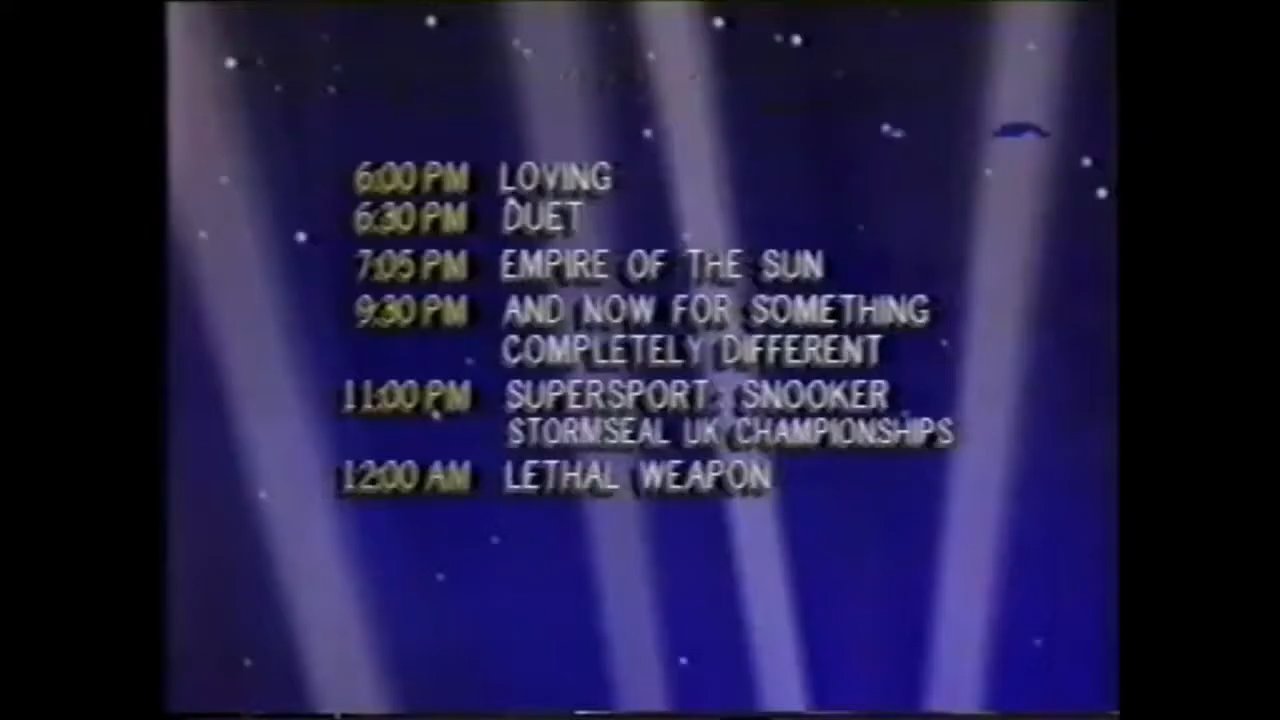 6:00 PM LOVING
6:30 PM DUET
7:05 PM EMPIRE OF THE SUN
9:30 PM AND NOW FOR SOMETHING
COMPLETELY DIFFERENT
11:00 PM SUPERSPORT: SNOOKER
STORMSEAL UK CHAMPIONSHIPS
12:00 AM LETHAL WEAPON